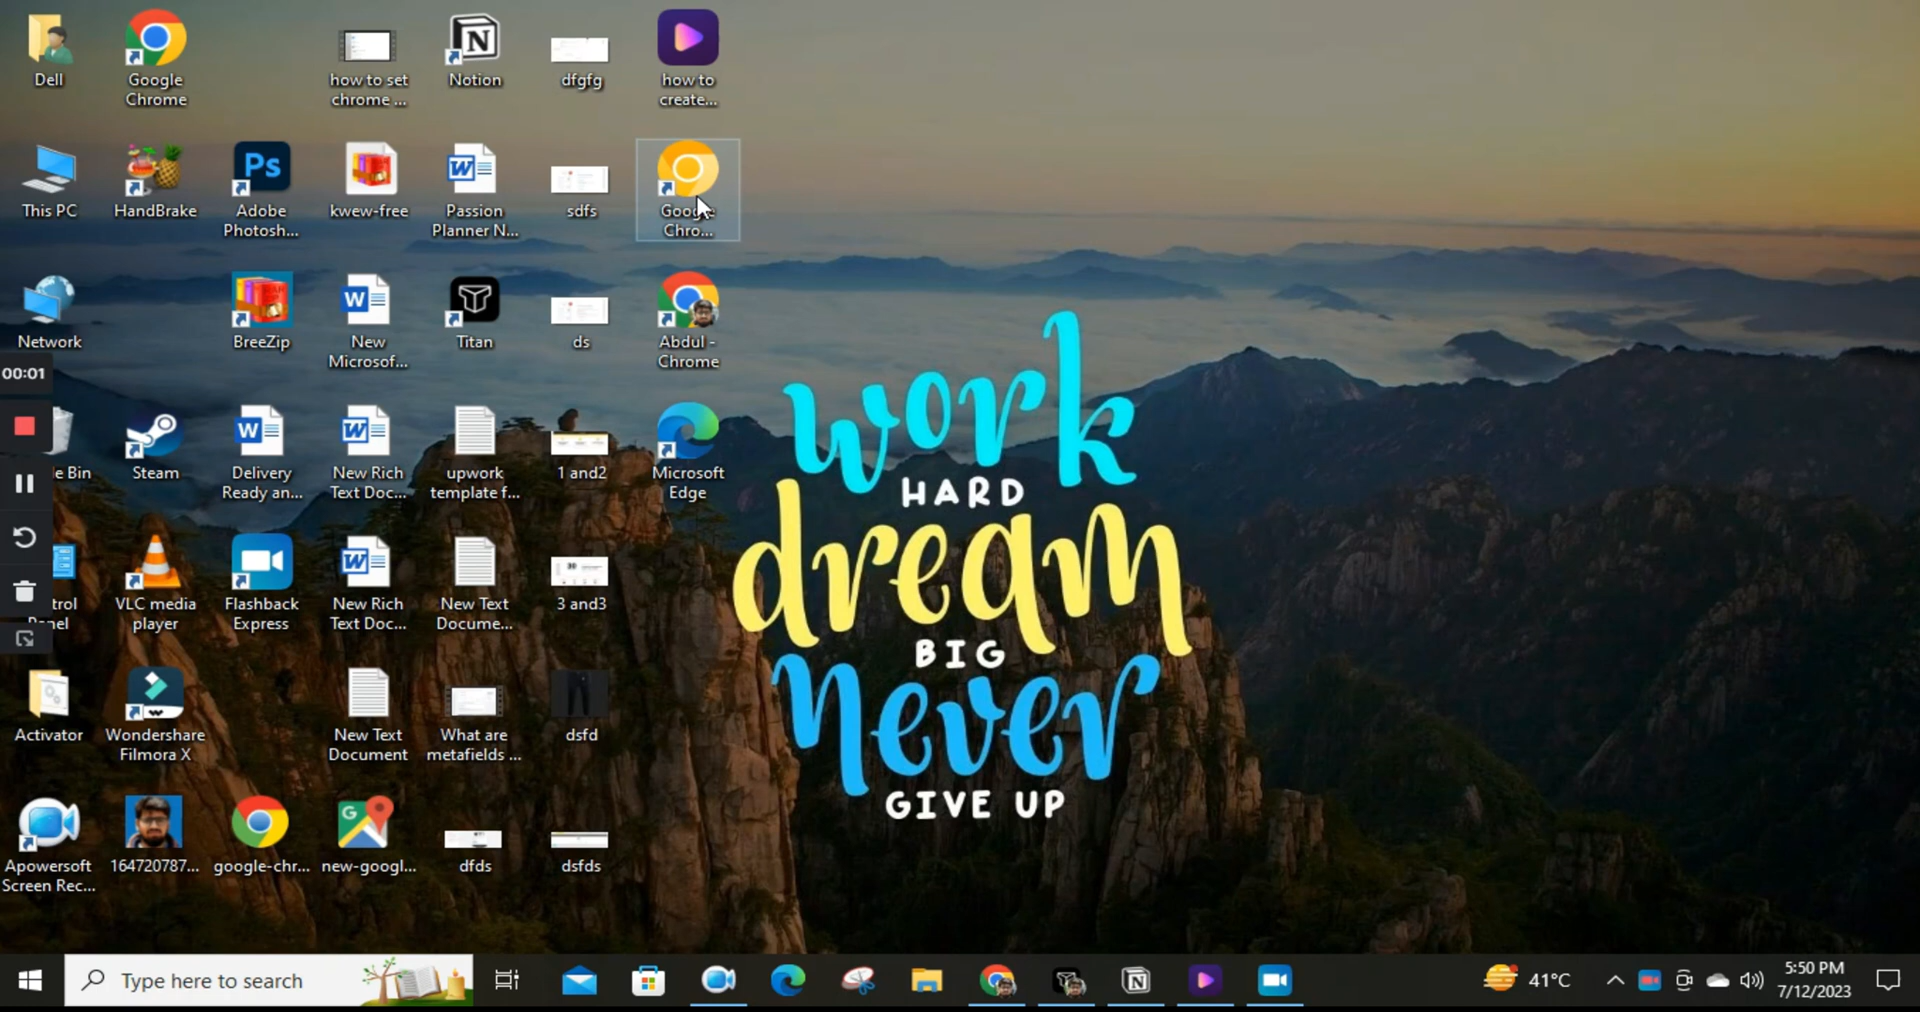 Dell
Google
Chrome
how to set
chrome ...
Notion
dfgfg
how to
create...
This PC
HandBrake
Ps
Adobe
Photosh...
kwew-free
Passion
Planner N...
sdfs
Chro...
Network
BreeZip
New
Microsof...
Titan
ds
Abdul -
Chrome
00:01
le Bin
Steam
Delivery
Ready an...
New Rich
Text Doc...
upwork
template f...
1 and2
Microsoft
Edge
trol
VLC media
player
Flashback
Express
New Rich
Text Doc...
New Text
Docume...
3 and3
Activator
Wondershare
Filmora X
New Text
Document
What are
metafields ...
dsfd
Apowersoft
Screen Rec...
164720787...
google-chr...
new-googl...
dfds
dsfds
work
HARD
dream
BIG
never
GIVE UP
Type here to search
41°C
5:50 PM
7/12/2023